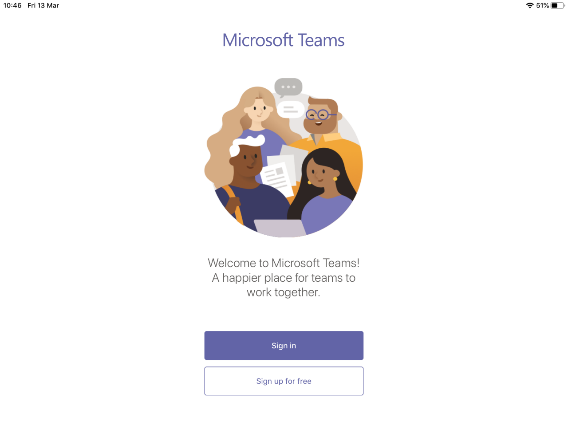 10:46 Fri 13 Mar
61%
Microsoft Teams
Welcome to Microsoft Teams!
A happier place for teams to
work together.
Sign in
Sign up for free